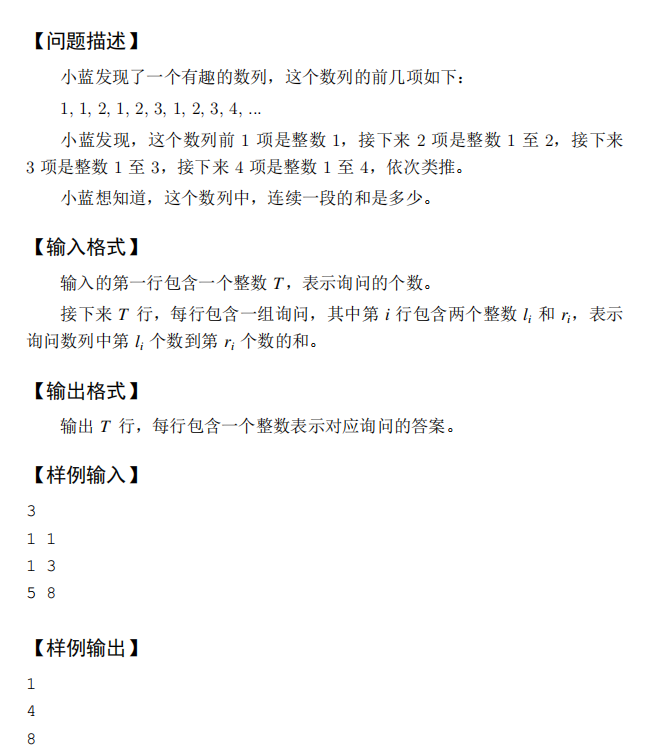 【问题描述】
小蓝发现了一个有趣的数列，这个数列的前几项如下：
1, 1, 2, 1, 2, 3, 1, 2, 3, 4, ...
小蓝发现，这个数列前 1 项是整数 1，接下来 2 项是整数 1 至 2，接下来
3 项是整数 1 至 3，接下来 4 项是整数 1 至 4，依次类推。
小蓝想知道，这个数列中，连续一段的和是多少。
【输入格式】
输入的第一行包含一个整数 T，表示询问的个数。
接下来 T 行，每行包含一组询问，其中第 i 行包含两个整数 li 和 ri，表示
询问数列中第 li 个数到第 ri 个数的和。
【输出格式】
输出 T 行，每行包含一个整数表示对应询问的答案。
【样例输入】
3
1 1
1 3
5 8
【样例输出】
1
4
8